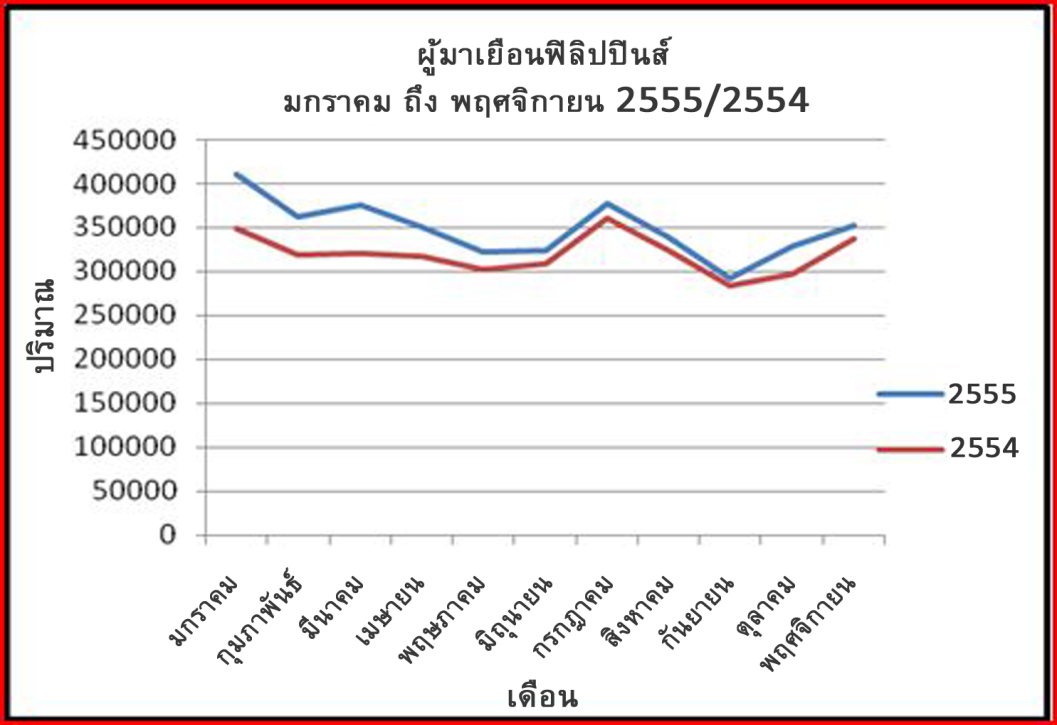 ผู้มาเยือนฟิลิปปินส์
มกราคม ถึง พฤศจิกายน 2555/2554
450000
400000
350000
300000
250000
200000
150000
100000
50000
0
ปริมาณ
2555
2554
มกราคม
กุมภาพันธ์
มีนาคม
เมษายน
พฤษภาคม
มิถุนายน
กรกฎาคม
สิงหาคม
กันยายน
ตุลาคม
พฤศจิกายน
เดือน